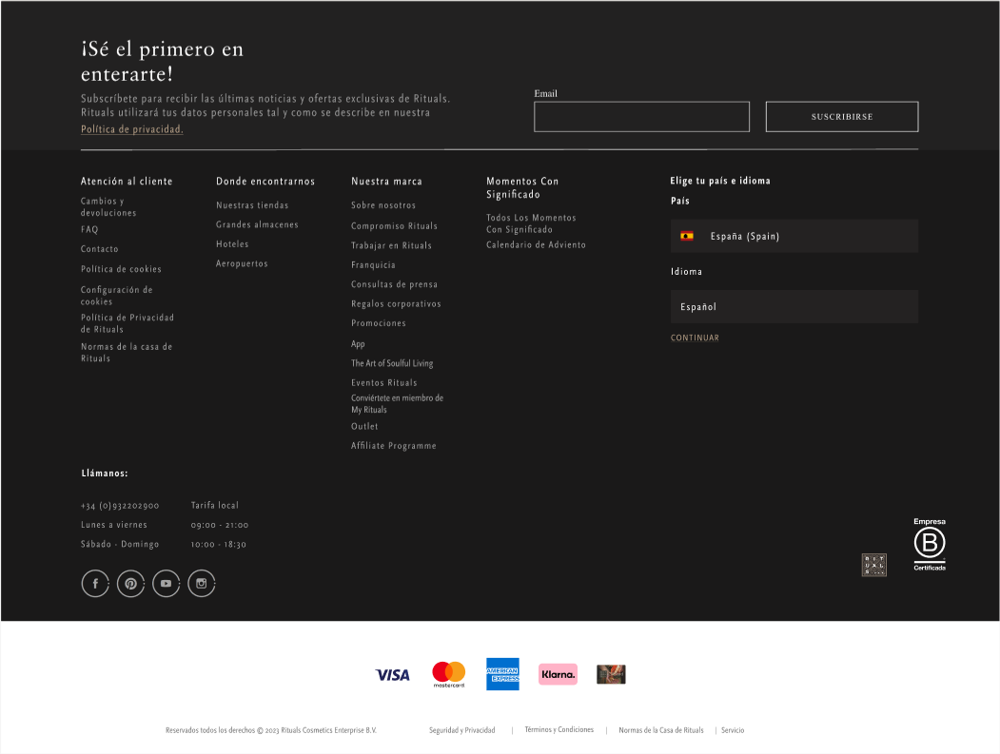 ¡Sé el primero en
enterarte!
Subscríbete para recibir las últimas noticias y ofertas exclusivas de Rituals.
Rituals utilizará tus datos personales tal y como se describe en nuestra
Política de privacidad.
Email
SUSCRIBIRSE
Atención al cliente
Cambios y
devoluciones
FAQ
Contacto
Política de cookies
Configuración de
cookies
Política de Privacidad
de Rituals
Normas de la casa de
Rituals
Donde encontrarnos
Nuestras tiendas
Grandes almacenes
Hoteles
Aeropuertos
Nuestra marca
Sobre nosotros
Compromiso Rituals
Trabajar en Rituals
Franquicia
Consultas de prensa
Regalos corporativos
Promociones
App
The Art of Soulful Living
Eventos Rituals
Conviértete en miembro de
My Rituals
Outlet
Affiliate Programme
Momentos Con
Significado
Todos Los Momentos
Con Significado
Calendario de Adviento
Elige tu país e idioma
País
España (Spain)
Idioma
Español
CONTINUAR
Llámanos:
+34 (0)932202900 Tarifa local
Lunes a viernes 09:00 - 21:00
Sábado - Domingo 10:00 - 18:30
RIT
UAL
S...
Empresa
B
Certificada
VISA
mastercard
AMERICAN
EXPRESS
Klarna.
Reservados todos los derechos © 2023 Rituals Cosmetics Enterprise B.V. Seguridad y Privacidad | Términos y Condiciones | Normas de la Casa de Rituals | Servicio